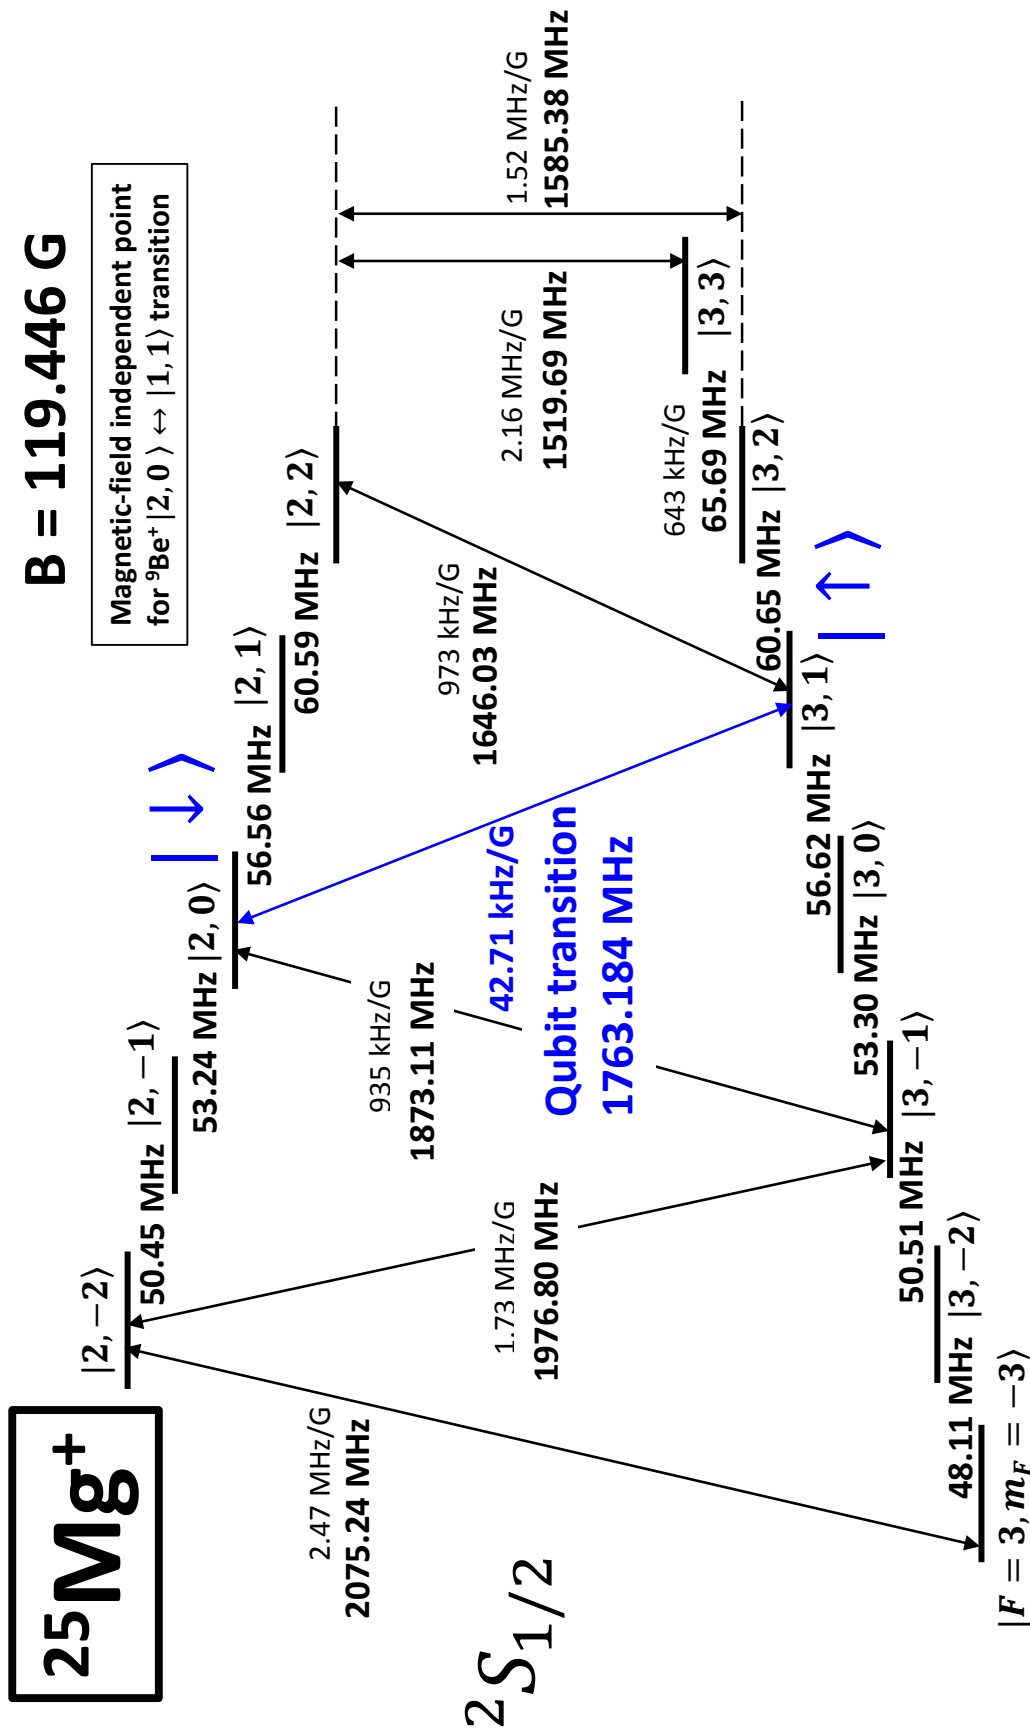 ²⁵Mg⁺
B = 119.446 G
Magnetic-field independent point
for ⁹Be⁺|2, 0 ⟩ ↔ |1, 1⟩ transition
|2, −2⟩
50.45 MHz
|2, −1⟩
53.24 MHz
|2, 0⟩
|↓⟩
56.56 MHz
|2, 1⟩
60.59 MHz
|2, 2⟩
2.47 MHz/G
2075.24 MHz
1.73 MHz/G
1976.80 MHz
935 kHz/G
1873.11 MHz
42.71 kHz/G
Qubit transition
1763.184 MHz
973 kHz/G
1646.03 MHz
2.16 MHz/G
1519.69 MHz
1.52 MHz/G
1585.38 MHz
²S₁/₂
|F = 3, m_F = −3⟩
48.11 MHz
|3, −2⟩
50.51 MHz
|3, −1⟩
53.30 MHz
|3, 0⟩
56.62 MHz
|3, 1⟩
|↑⟩
60.65 MHz
|3, 2⟩
643 kHz/G
65.69 MHz
|3, 3⟩